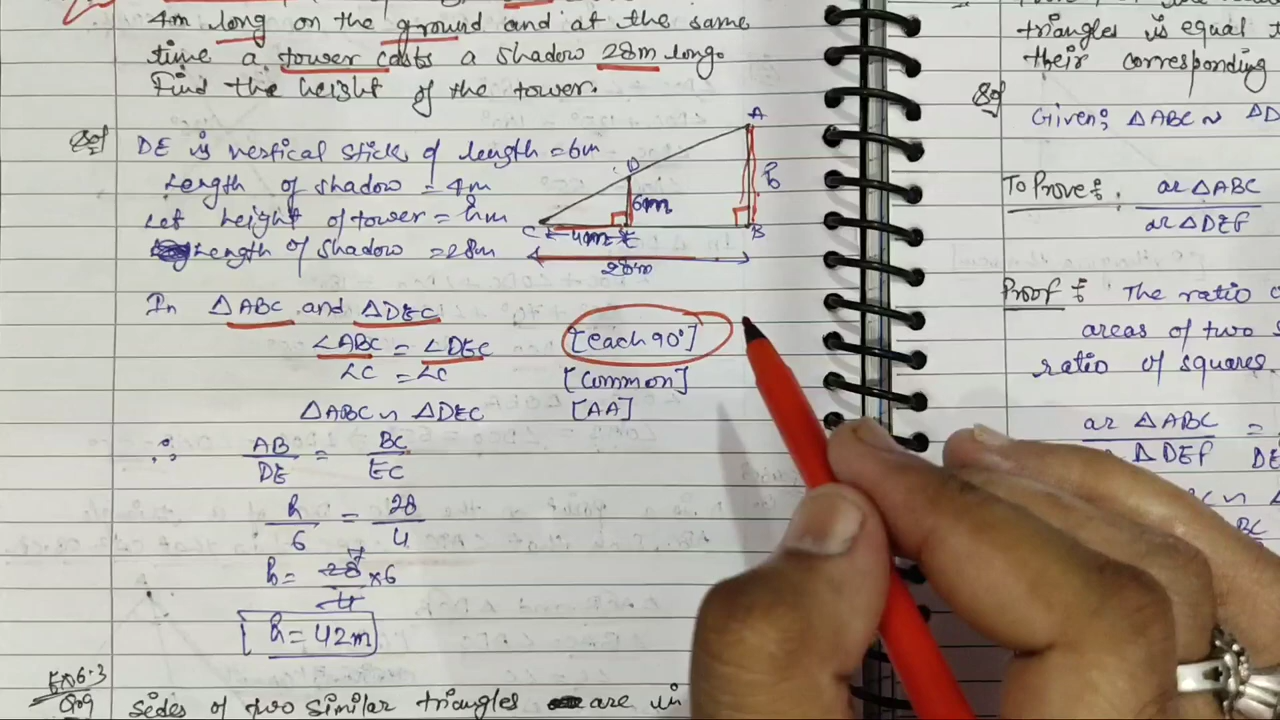 4m long on the ground and at the same
time a tower casts a shadow 28m long.
Find the height of the tower.
Sol
DE is vertical stick of length = 6m
Length of shadow = 4m
Let height of tower = hm
Length of shadow = 28m
A
D
6m
h
C
4m
E
B
28m
In △ABC and △DEC
∠ABC = ∠DEC [each 90°]
∠C = ∠C [Common]
△ABC ~ △DEC [AA]
∴ AB/DE = BC/EC
h/6 = 28/4
h = 28/4 × 6
7
h = 42m
Ex 6.3
sides of two similar triangles are in
triangles is equal t
their corresponding
Sol
Given; △ABC ~ △D
To Prove: ar △ABC / ar △DEF
Proof: The ratio o
areas of two s
ratio of squares
ar △ABC / △DEF =
DE
BC